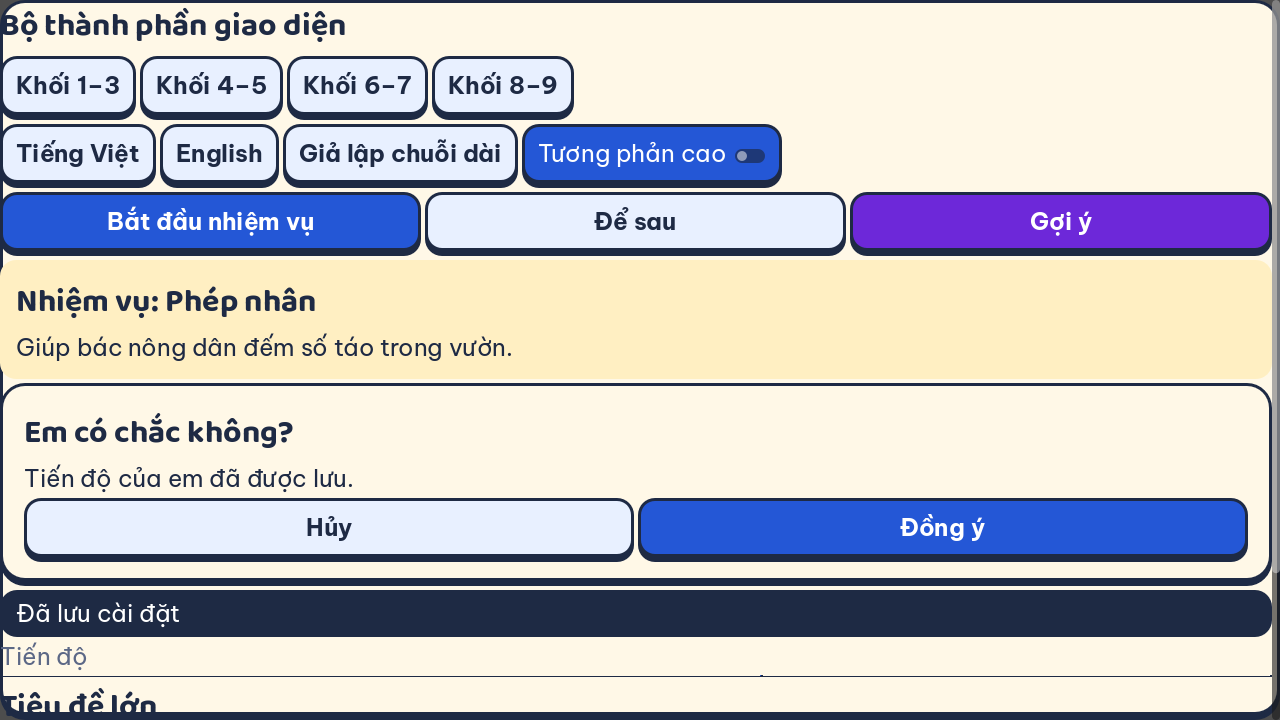 Bộ thành phần giao diện
Khối 1–3 Khối 4–5 Khối 6–7 Khối 8–9
Tiếng Việt English Giả lập chuỗi dài Tương phản cao
Bắt đầu nhiệm vụ Để sau Gợi ý
Nhiệm vụ: Phép nhân
Giúp bác nông dân đếm số táo trong vườn.
Em có chắc không?
Tiến độ của em đã được lưu.
Hủy Đồng ý
Đã lưu cài đặt
Tiến độ
Tiêu đề lớn